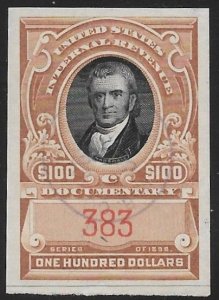 UNITED STATES
INTERNAL REVENUE
$100 $100
DOCUMENTARY
383
SERIES OF 1898.
ONE HUNDRED DOLLARS